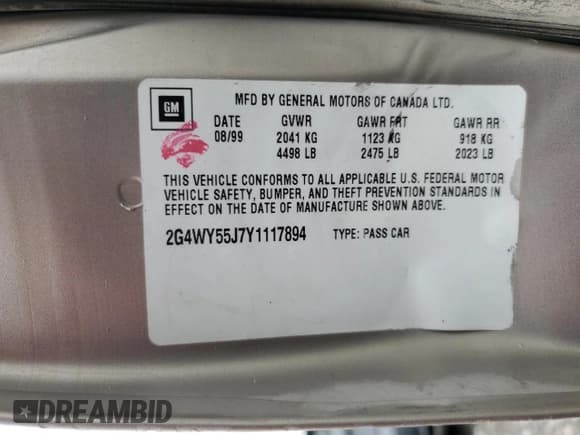 GM
MFD BY GENERAL MOTORS OF CANADA LTD.
DATE GVWR GAWR FRT GAWR RR
08/99 2041 KG 1123 KG 918 KG
4498 LB 2475 LB 2023 LB
THIS VEHICLE CONFORMS TO ALL APPLICABLE U.S. FEDERAL MOTOR
VEHICLE SAFETY, BUMPER, AND THEFT PREVENTION STANDARDS IN
EFFECT ON THE DATE OF MANUFACTURE SHOWN ABOVE.
2G4WY55J7Y1117894 TYPE: PASS CAR
DREAMBID